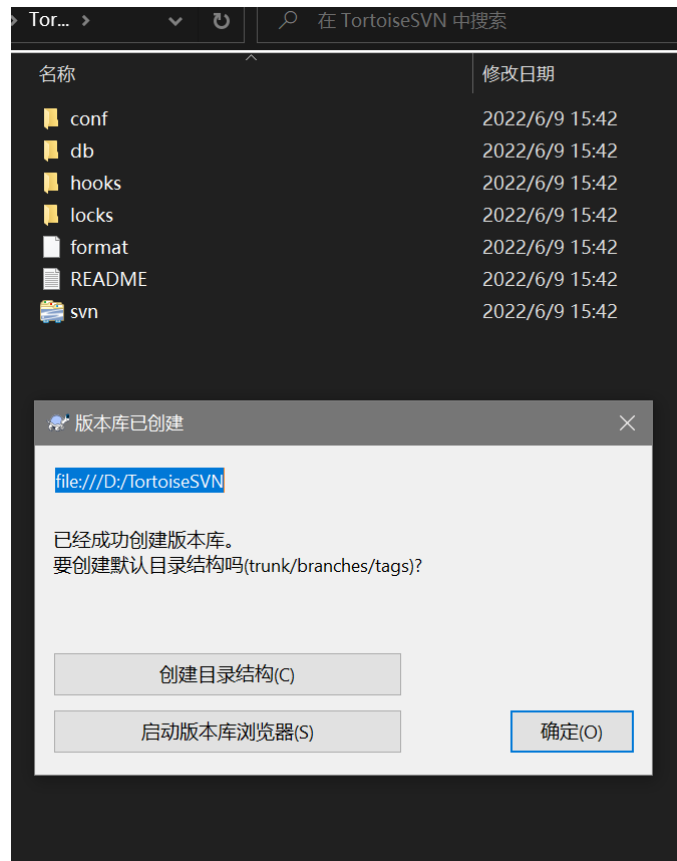 Tor...
在 TortoiseSVN 中搜索
名称 修改日期
conf 2022/6/9 15:42
db 2022/6/9 15:42
hooks 2022/6/9 15:42
locks 2022/6/9 15:42
format 2022/6/9 15:42
README 2022/6/9 15:42
svn 2022/6/9 15:42
版本库已创建
file:///D:/TortoiseSVN
已经成功创建版本库。
要创建默认目录结构吗(trunk/branches/tags)?
创建目录结构(C)
启动版本库浏览器(S)
确定(O)